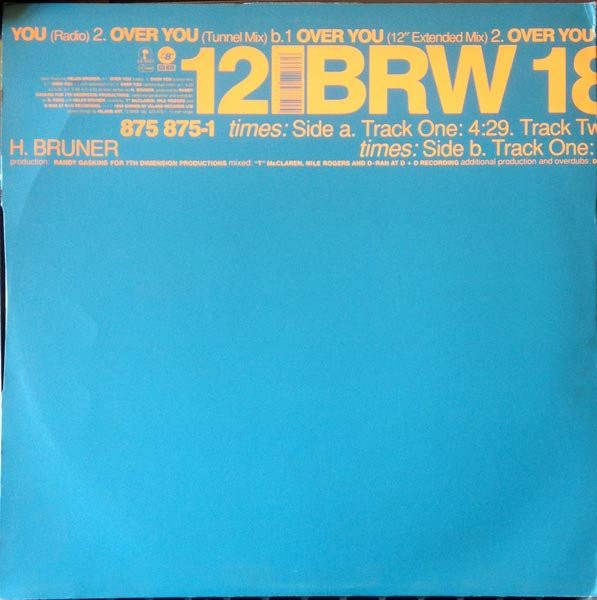 YOU (Radio) 2. OVER YOU (Tunnel Mix) b.1 OVER YOU (12" Extended Mix) 2. OVER YOU
12 BRW 18
875 875-1 times: Side a. Track One: 4:29. Track Tw
H. BRUNER times: Side b. Track One:
production: RANDY GASKINS FOR 7TH DIMENSION PRODUCTIONS mixed: "T" McCLAREN, NILE ROGERS AND D-RAN AT D + D RECORDING additional production and overdubs: